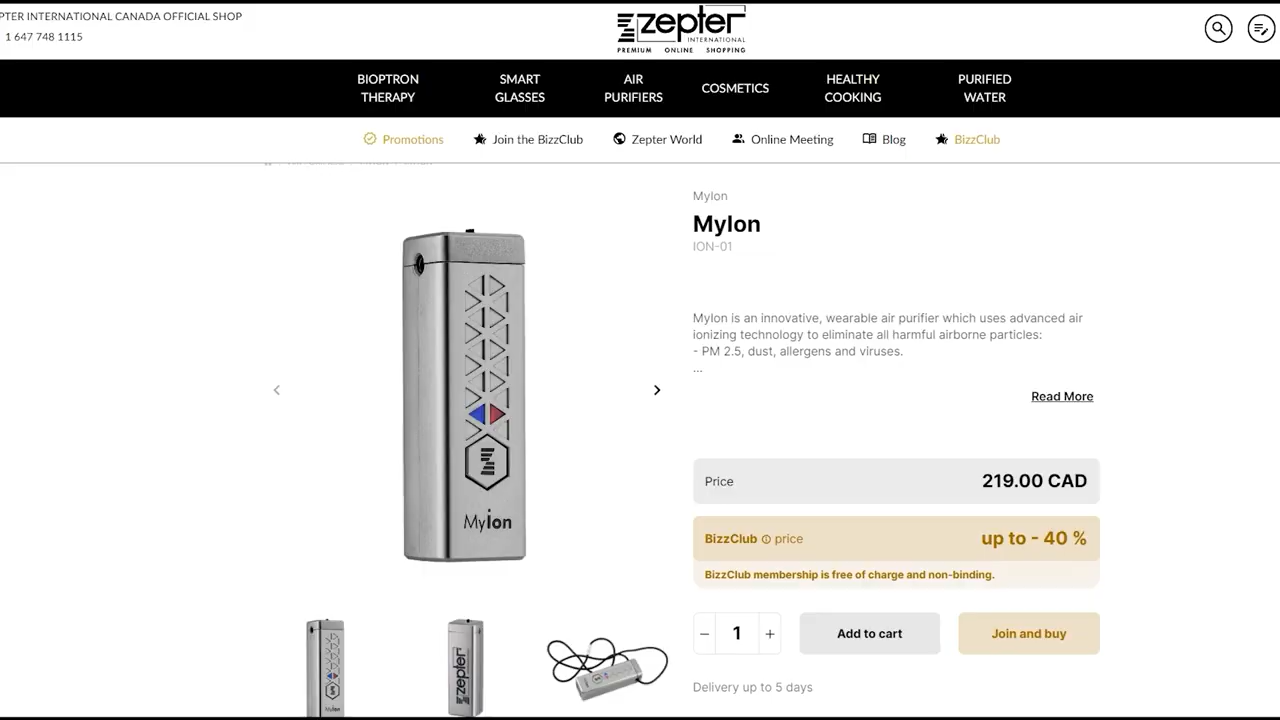 PTER INTERNATIONAL CANADA OFFICIAL SHOP
1 647 748 1115
zepter
INTERNATIONAL
PREMIUM ONLINE SHOPPING
BIOPTRON
THERAPY
SMART
GLASSES
AIR
PURIFIERS
COSMETICS
HEALTHY
COOKING
PURIFIED
WATER
Promotions
Join the BizzClub
Zepter World
Online Meeting
Blog
BizzClub
MyIon
MyIon
ION-01
MyIon is an innovative, wearable air purifier which uses advanced air
ionizing technology to eliminate all harmful airborne particles:
- PM 2.5, dust, allergens and viruses.
...
Read More
Price
219.00 CAD
BizzClub price
up to - 40 %
BizzClub membership is free of charge and non-binding.
1
Add to cart
Join and buy
Delivery up to 5 days
MyIon
MyIon
zepter